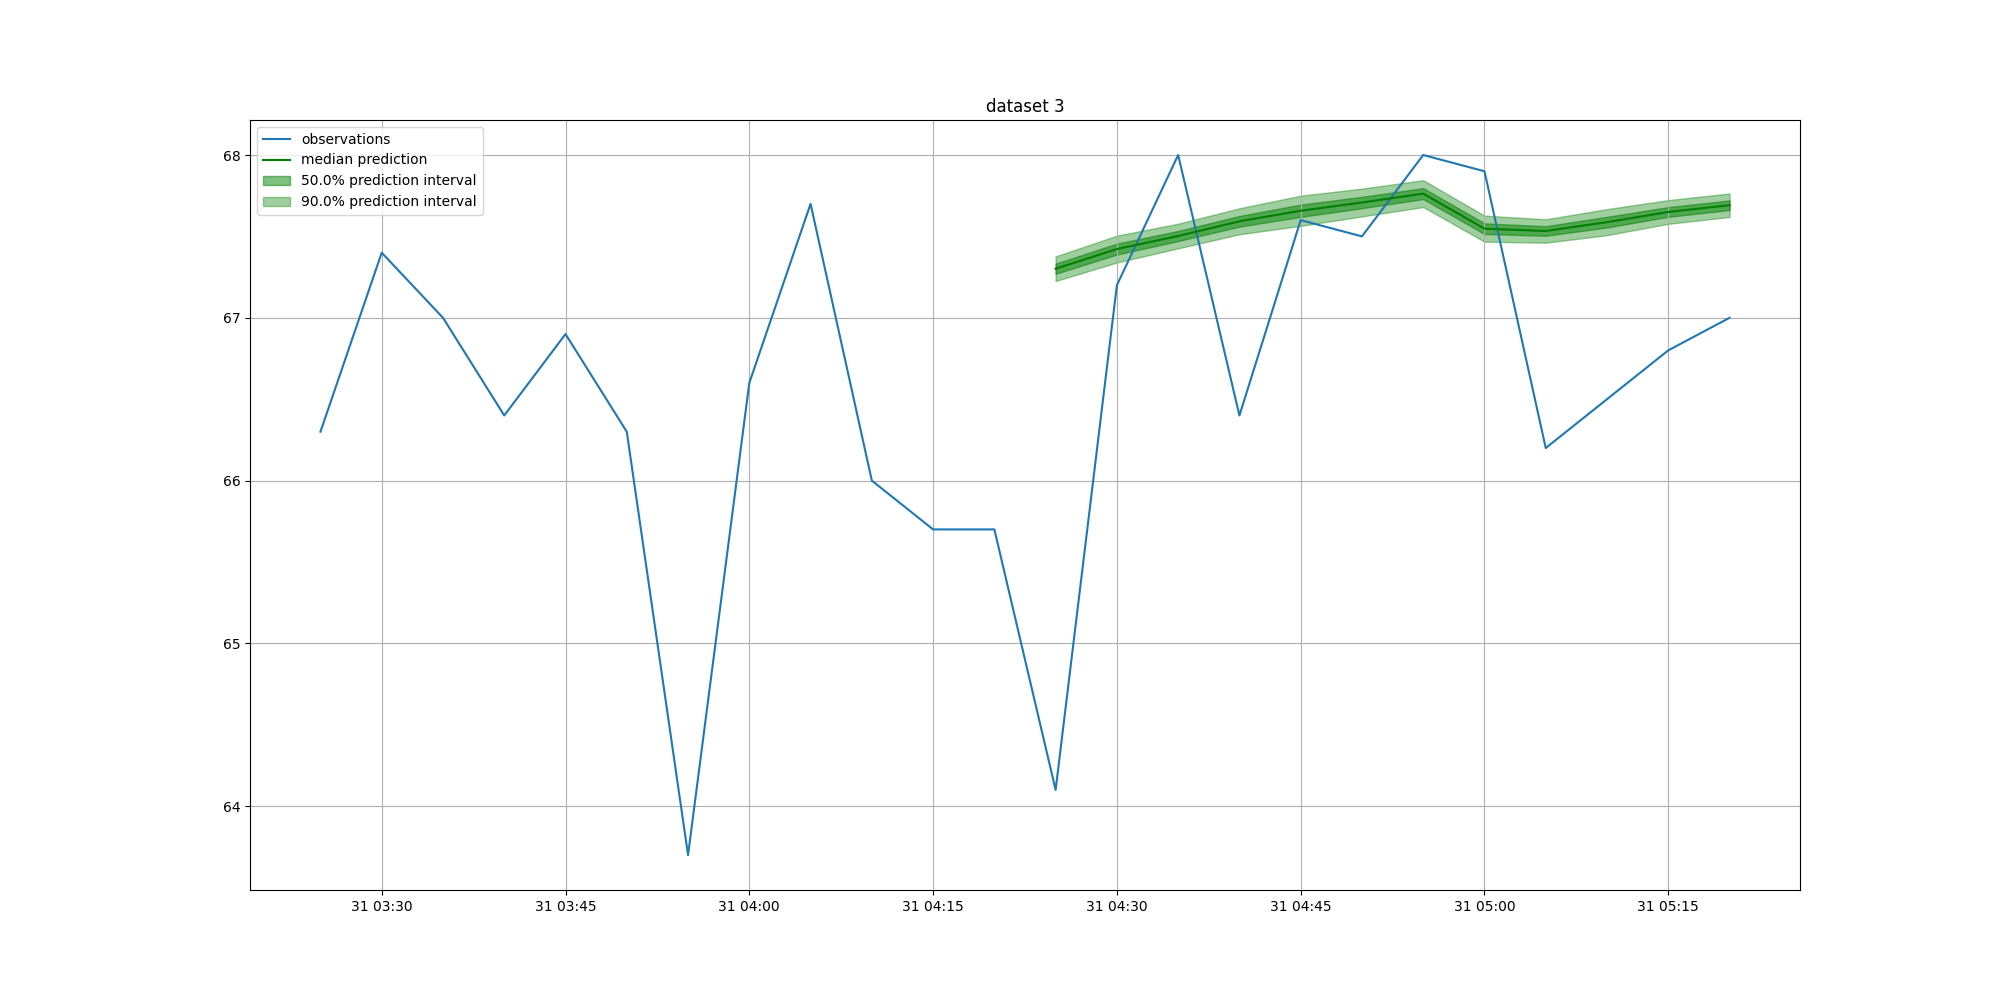 dataset 3
observations
median prediction
50.0% prediction interval
90.0% prediction interval
68
67
66
65
64
31 03:30 31 03:45 31 04:00 31 04:15 31 04:30 31 04:45 31 05:00 31 05:15